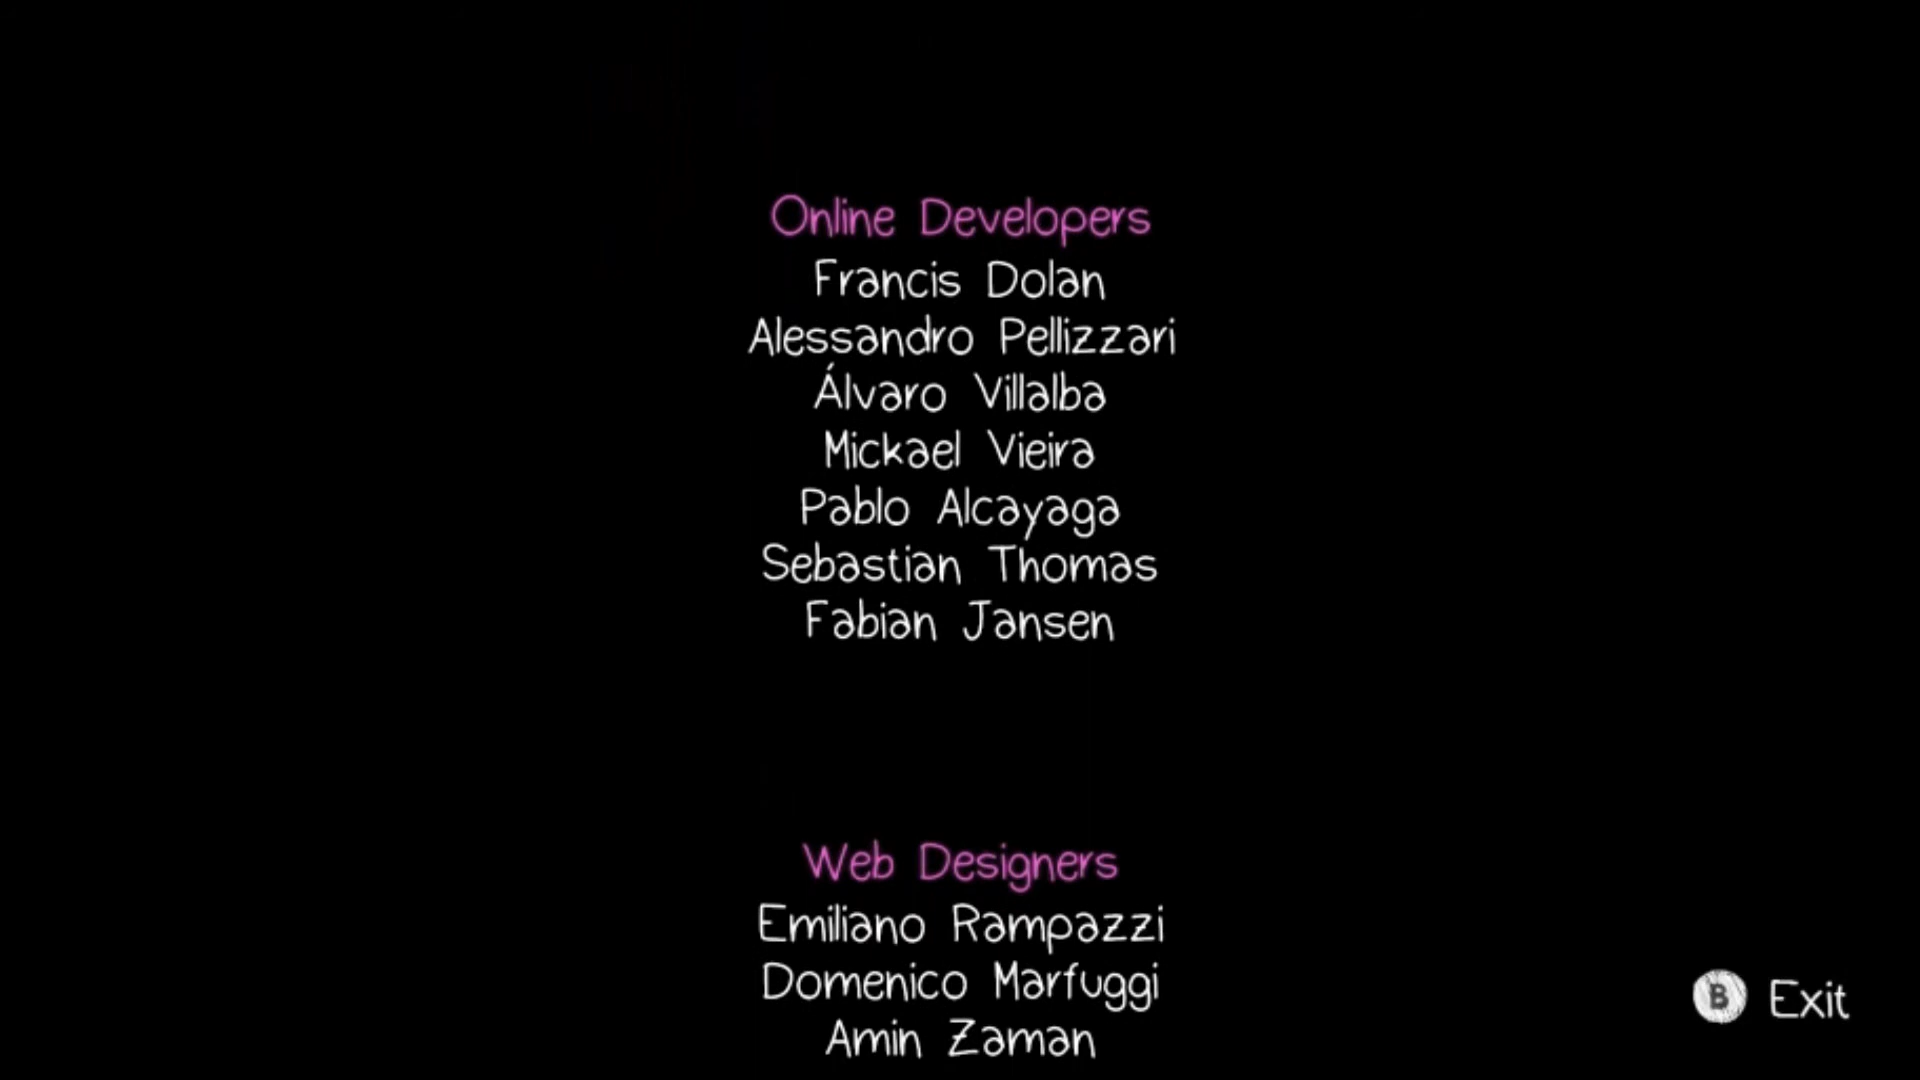 Online Developers
Francis Dolan
Alessandro Pellizzari
Álvaro Villalba
Mickael Vieira
Pablo Alcayaga
Sebastian Thomas
Fabian Jansen
Web Designers
Emiliano Rampazzi
Domenico Marfuggi
Amin Zaman
B Exit